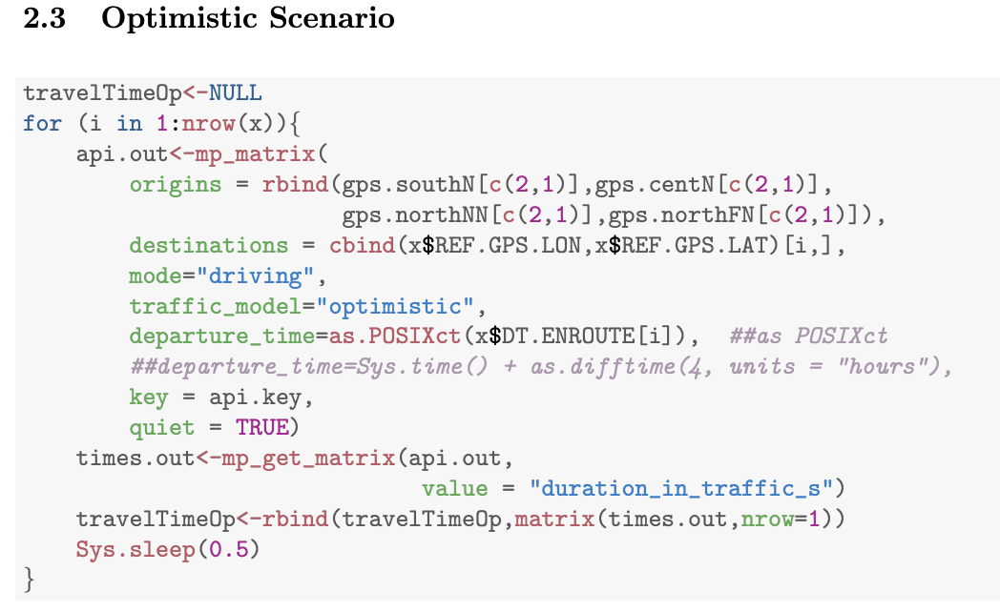 2.3 Optimistic Scenario
travelTimeOp<-NULL
for (i in 1:nrow(x)){
    api.out<-mp_matrix(
        origins = rbind(gps.southN[c(2,1)],gps.centN[c(2,1)],
                        gps.northNN[c(2,1)],gps.northFN[c(2,1)]),
        destinations = cbind(x$REF.GPS.LON,x$REF.GPS.LAT)[i,],
        mode="driving",
        traffic_model="optimistic",
        departure_time=as.POSIXct(x$DT.ENROUTE[i]),  ##as POSIXct
        ##departure_time=Sys.time() + as.difftime(4, units = "hours"),
        key = api.key,
        quiet = TRUE)
    times.out<-mp_get_matrix(api.out,
                              value = "duration_in_traffic_s")
    travelTimeOp<-rbind(travelTimeOp,matrix(times.out,nrow=1))
    Sys.sleep(0.5)
}